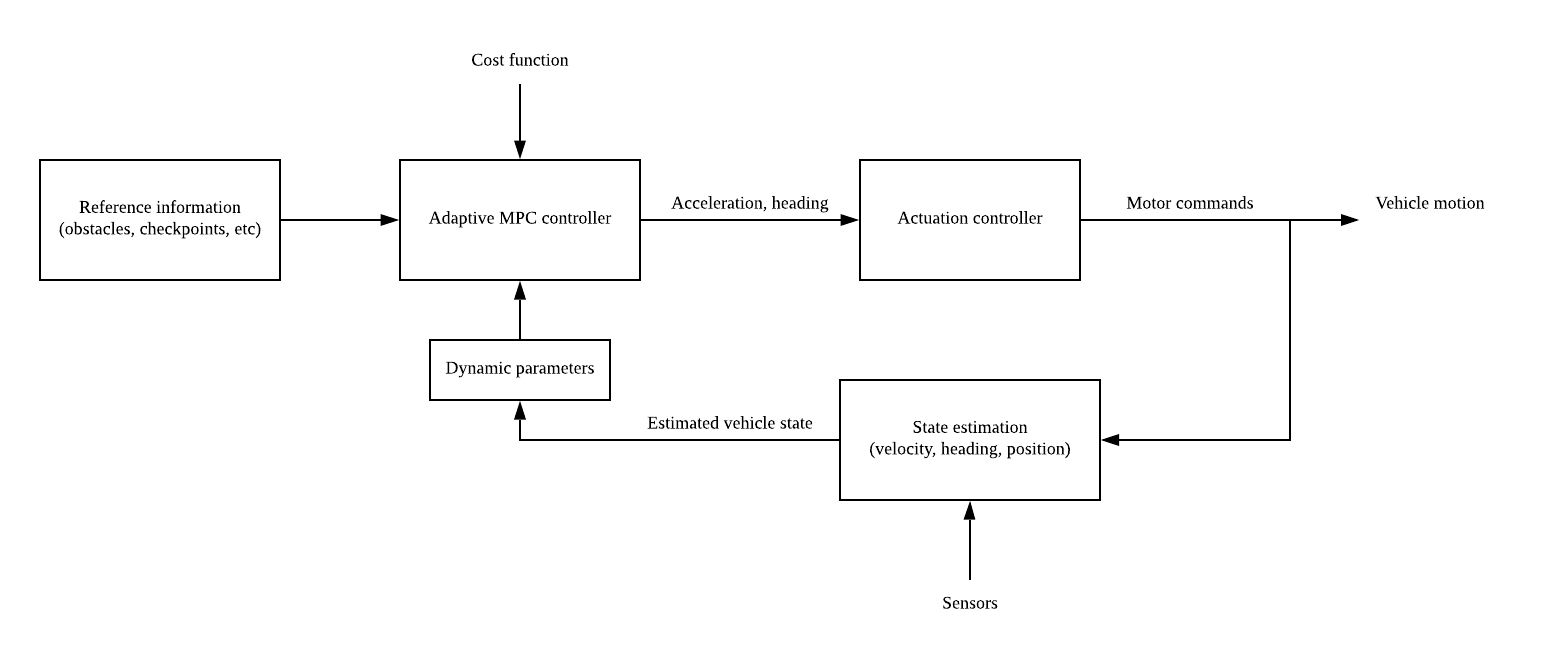 Cost function
Reference information
(obstacles, checkpoints, etc)
Adaptive MPC controller
Acceleration, heading
Actuation controller
Motor commands
Vehicle motion
Dynamic parameters
Estimated vehicle state
State estimation
(velocity, heading, position)
Sensors